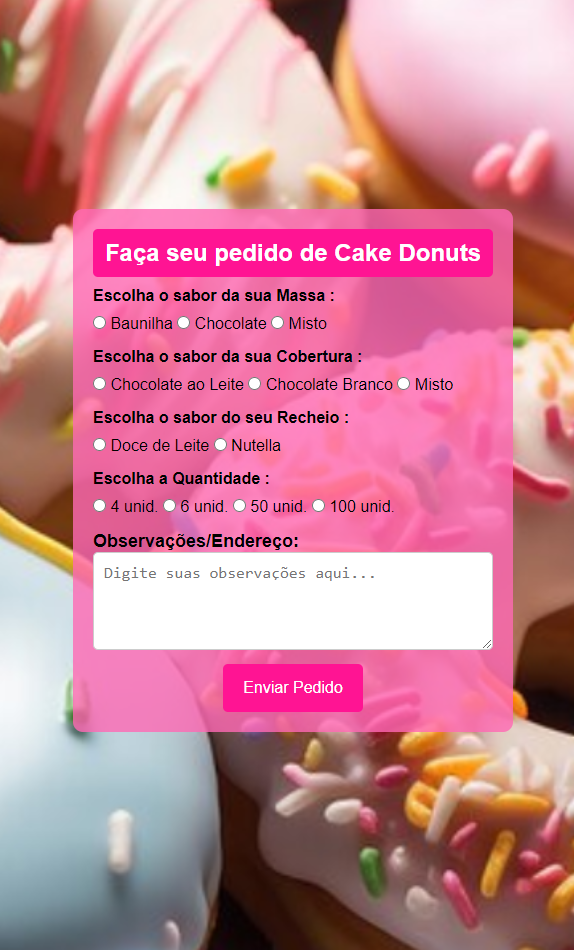 Faça seu pedido de Cake Donuts
Escolha o sabor da sua Massa :
Baunilha Chocolate Misto
Escolha o sabor da sua Cobertura :
Chocolate ao Leite Chocolate Branco Misto
Escolha o sabor do seu Recheio :
Doce de Leite Nutella
Escolha a Quantidade :
4 unid. 6 unid. 50 unid. 100 unid.
Observações/Endereço:
Digite suas observações aqui...
Enviar Pedido